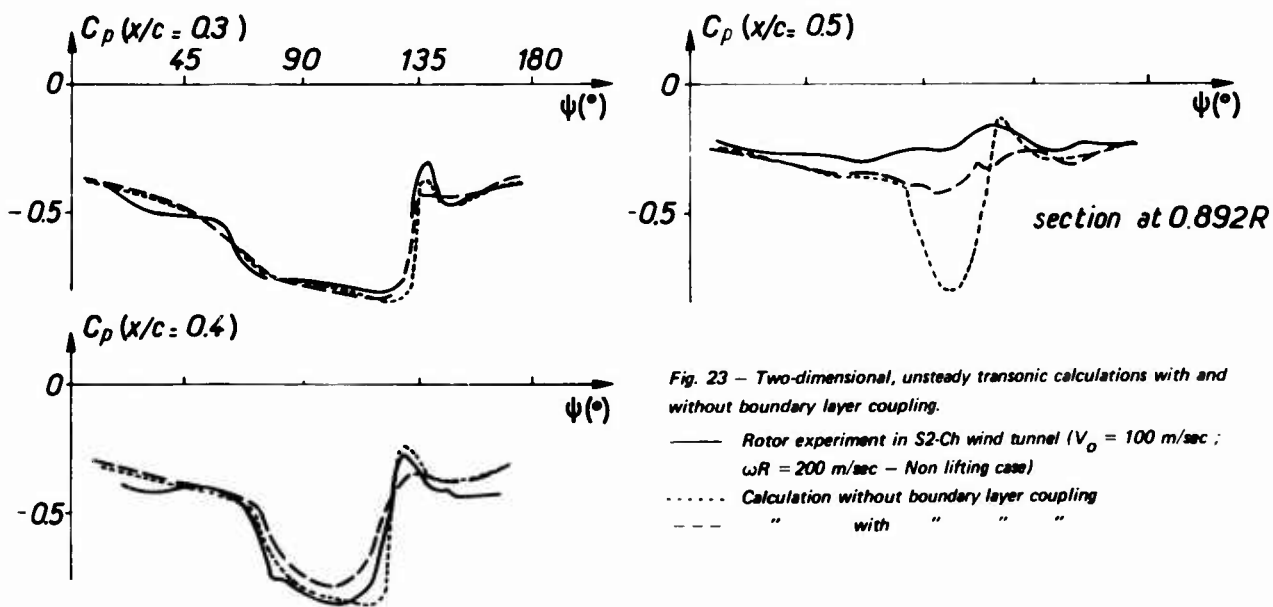 Cp (x/c = 0.3)
45 90 135 180
0
ψ(°)
-0.5
Cp (x/c = 0.5)
0
ψ(°)
-0.5
section at 0.892R
Cp (x/c = 0.4)
0
ψ(°)
-0.5
Fig. 23 – Two-dimensional, unsteady transonic calculations with and
without boundary layer coupling.
——— Rotor experiment in S2-Ch wind tunnel (Vo = 100 m/sec ;
ωR = 200 m/sec – Non lifting case)
....... Calculation without boundary layer coupling
– – – " with " " "